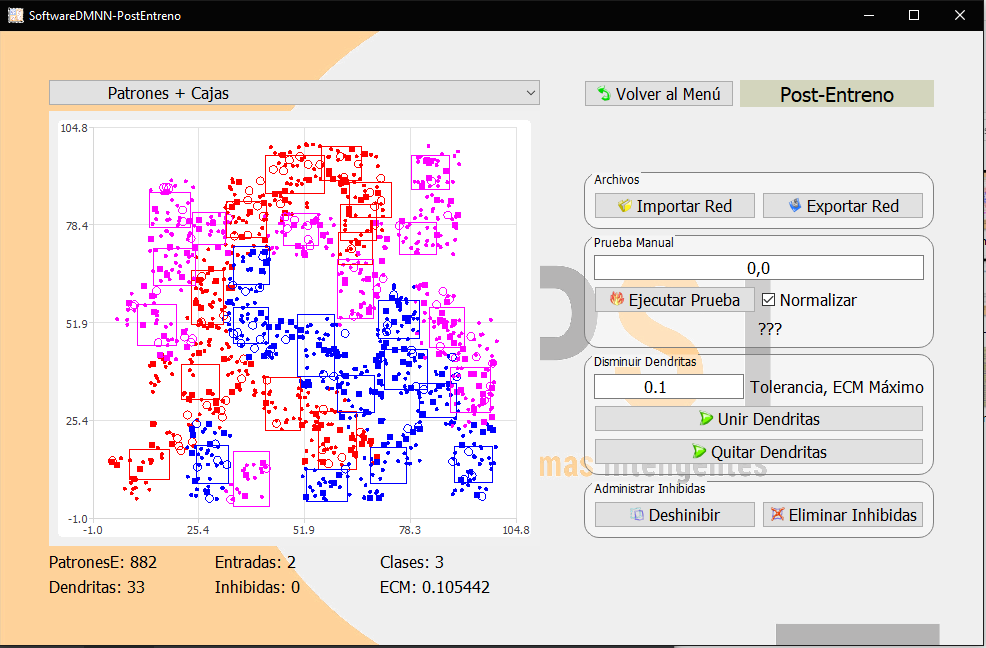 SoftwareDMNN-PostEntreno
Patrones + Cajas
Volver al Menú
Post-Entreno
104.8
78.4
51.9
25.4
-1.0
-1.0
25.4
51.9
78.3
104.8
Archivos
Importar Red
Exportar Red
Prueba Manual
0,0
Ejecutar Prueba
Normalizar
???
Disminuir Dendritas
0.1
Tolerancia, ECM Máximo
Unir Dendritas
Quitar Dendritas
mas inteligentes
Administrar Inhibidas
Deshinibir
Eliminar Inhibidas
PatronesE: 882
Entradas: 2
Clases: 3
Dendritas: 33
Inhibidas: 0
ECM: 0.105442